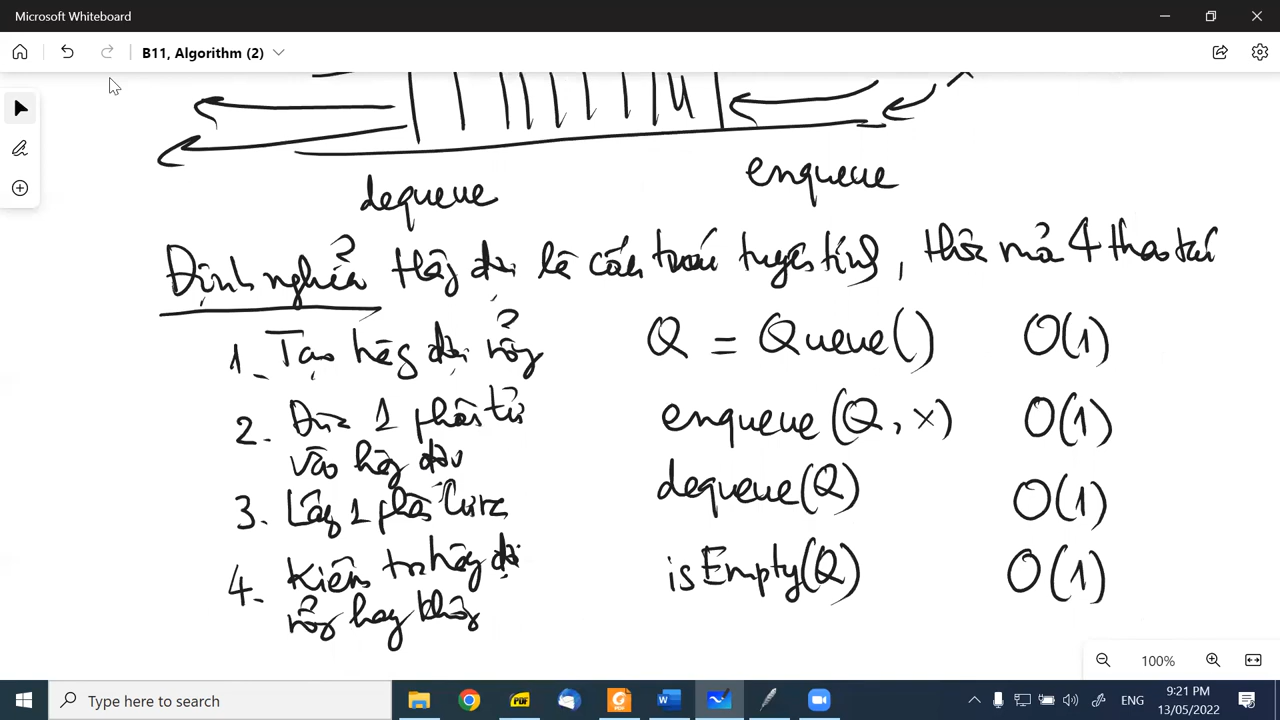 Microsoft Whiteboard
B11, Algorithm (2)
enqueue
dequeue
Định nghĩa Hàng đợi là cấu trúc tuyến tính, thỏa mãn 4 thao tác
1. Tạo hàng đợi rỗng Q = Queue() O(1)
2. Đưa 1 phần tử enqueue(Q, x) O(1)
vào hàng đợi
3. Lấy 1 phần tử ra dequeue(Q) O(1)
4. Kiểm tra hàng đợi isEmpty(Q) O(1)
rỗng hay không
100%
Type here to search
ENG
9:21 PM
13/05/2022